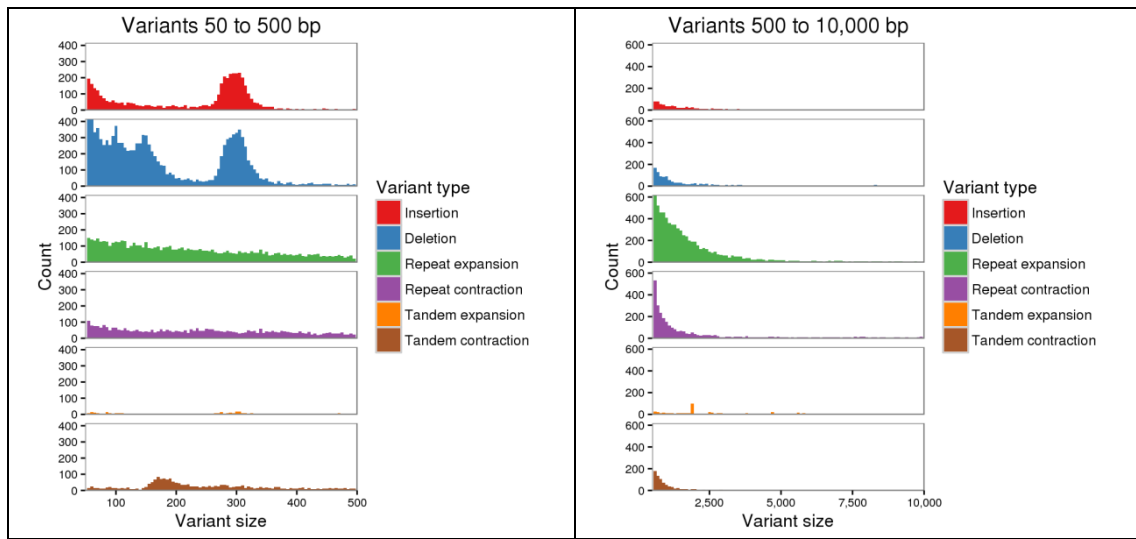 Variants 50 to 500 bp
400
300
200
100
0
400
300
200
100
0
400
300
200
100
0
400
300
200
100
0
400
300
200
100
0
400
300
200
100
0
Count
100 200 300 400 500
Variant size
Variant type
Insertion
Deletion
Repeat expansion
Repeat contraction
Tandem expansion
Tandem contraction
Variants 500 to 10,000 bp
600
400
200
0
600
400
200
0
600
400
200
0
600
400
200
0
600
400
200
0
600
400
200
0
Count
2,500 5,000 7,500 10,000
Variant size
Variant type
Insertion
Deletion
Repeat expansion
Repeat contraction
Tandem expansion
Tandem contraction